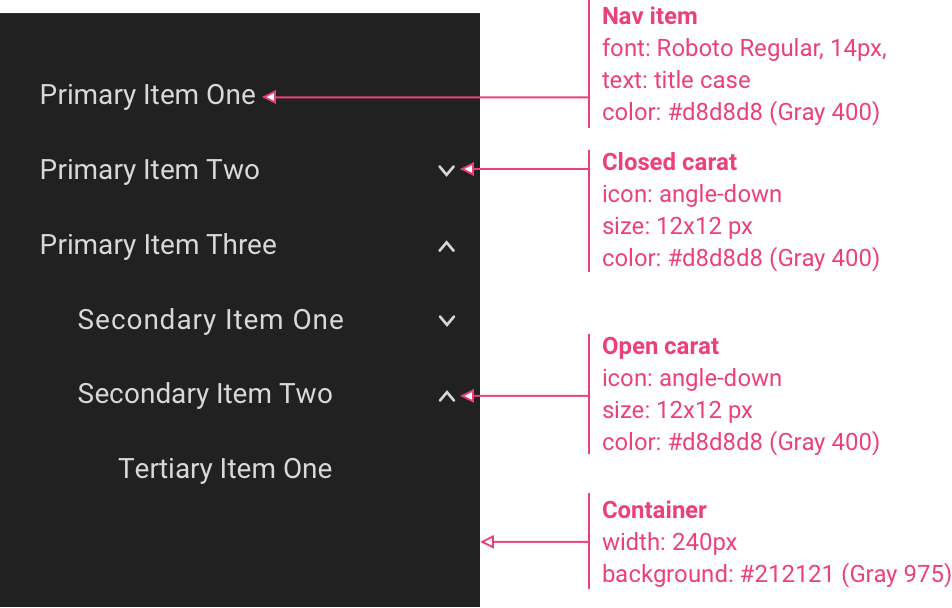 Primary Item One
Primary Item Two
Primary Item Three
Secondary Item One
Secondary Item Two
Tertiary Item One
Nav item
font: Roboto Regular, 14px,
text: title case
color: #d8d8d8 (Gray 400)
Closed carat
icon: angle-down
size: 12x12 px
color: #d8d8d8 (Gray 400)
Open carat
icon: angle-down
size: 12x12 px
color: #d8d8d8 (Gray 400)
Container
width: 240px
background: #212121 (Gray 975)